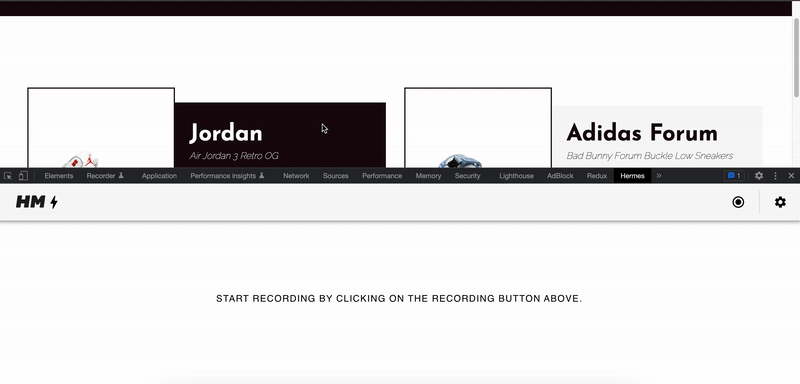 Jordan
Air Jordan 3 Retro OG
Adidas Forum
Bad Bunny Forum Buckle Low Sneakers
Elements Recorder Application Performance insights Network Sources Performance Memory Security Lighthouse AdBlock Redux Hermes » 1
HM
START RECORDING BY CLICKING ON THE RECORDING BUTTON ABOVE.